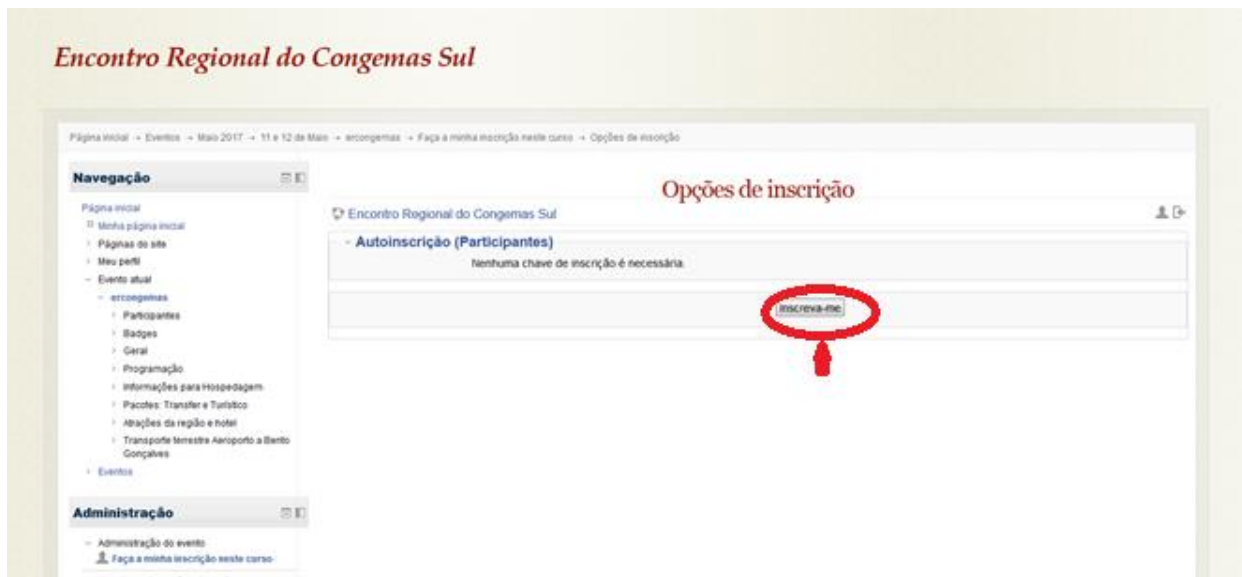 Encontro Regional do Congemas Sul
Página inicial → Eventos → Maio 2017 → 11 e 12 de Maio → ercongemas → Faça a minha inscrição neste curso → Opções de inscrição
Navegação
Página inicial
Minha página inicial
Páginas do site
Meu perfil
Evento atual
ercongemas
Participantes
Badges
Geral
Programação
Informações para Hospedagem
Pacotes: Transfer e Turístico
Atrações da região e hotel
Transporte terrestre Aeroporto a Bento
Gonçalves
Eventos
Administração
Administração do evento
Faça a minha inscrição neste curso
Opções de inscrição
Encontro Regional do Congemas Sul
Autoinscrição (Participantes)
Nenhuma chave de inscrição é necessária.
Inscreva-me